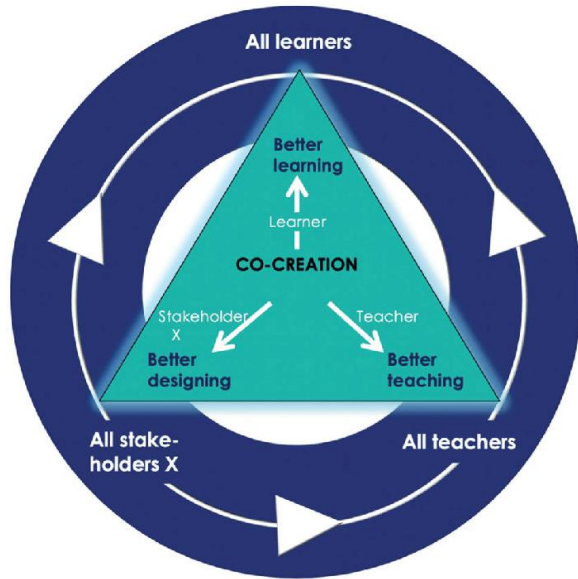 All learners
Better
learning
Learner
CO-CREATION
Stakeholder
X
Teacher
Better
designing
Better
teaching
All stake-
holders X
All teachers